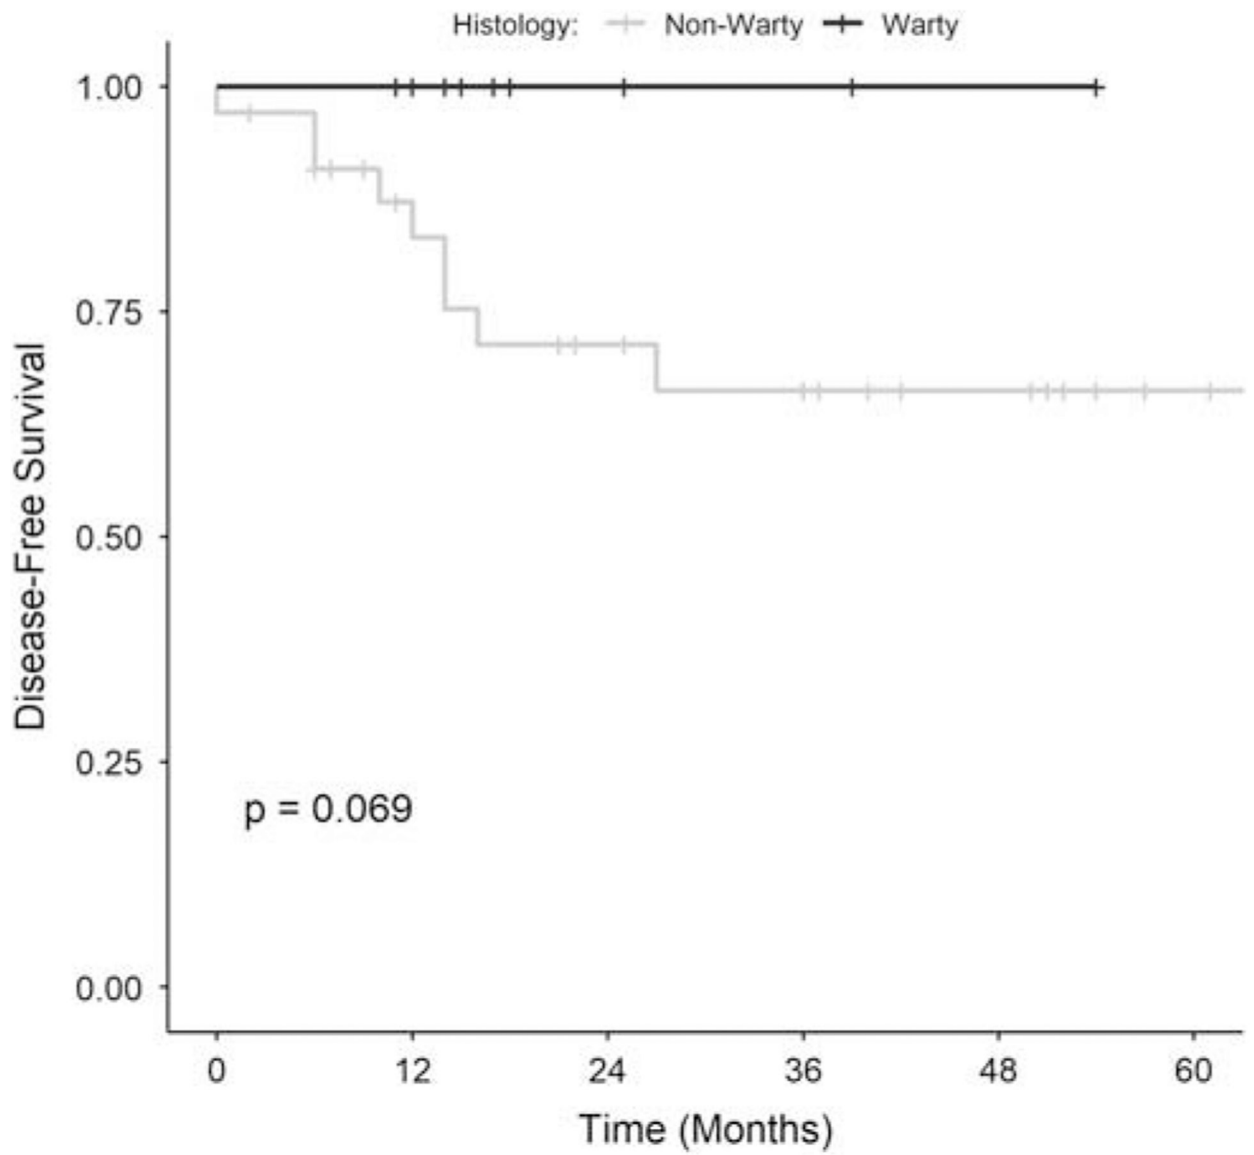 Histology: Non-Warty Warty
1.00
0.75
0.50
0.25
0.00
Disease-Free Survival
p = 0.069
0 12 24 36 48 60
Time (Months)